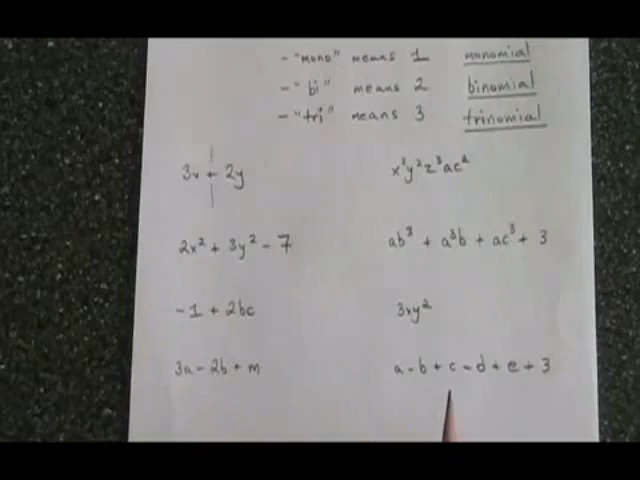 - "mono" means 1 monomial
- "bi" means 2 binomial
- "tri" means 3 trinomial
3x + 2y
x³y²z³ac²
2x² + 3y² - 7
ab³ + a³b + ac³ + 3
-1 + 2bc
3xy²
3a - 2b + m
a - b + c - d + e + 3